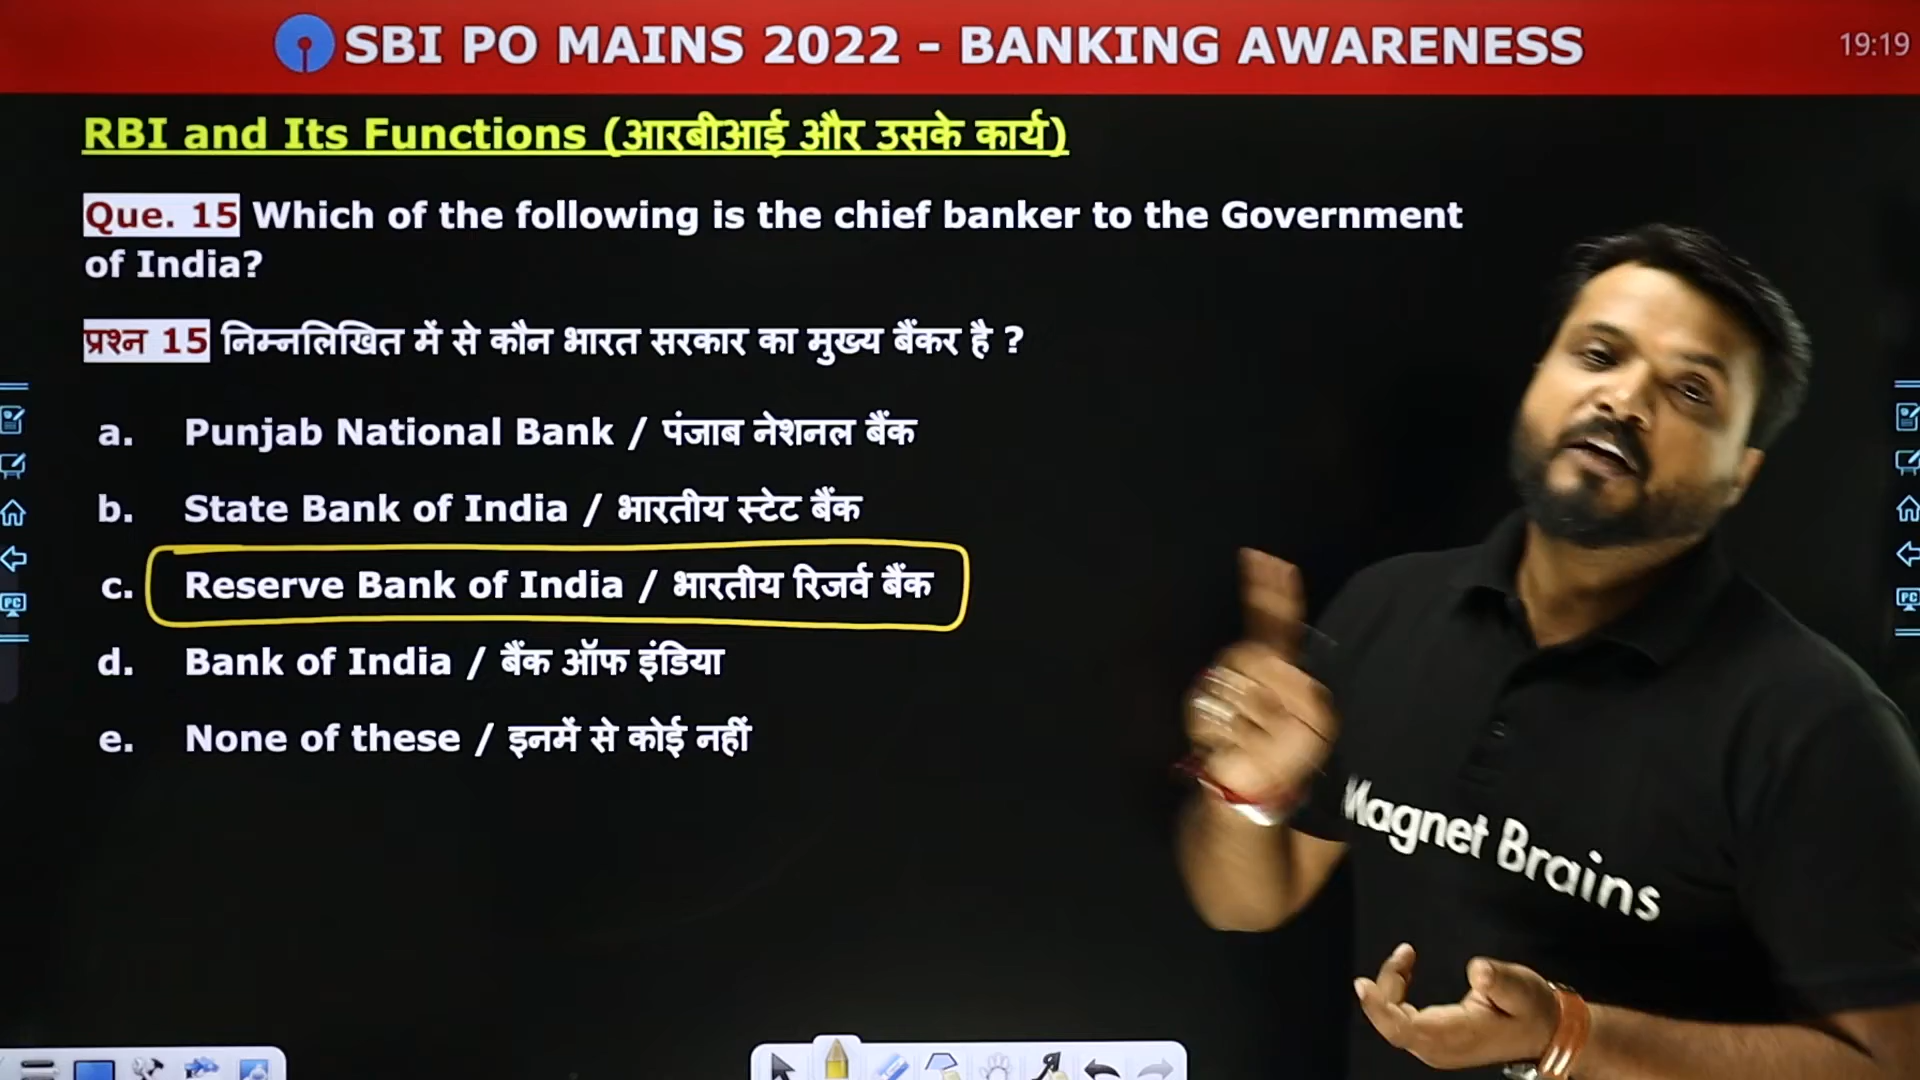 SBI PO MAINS 2022 - BANKING AWARENESS
19:19
RBI and Its Functions (आरबीआई और उसके कार्य)
Que. 15 Which of the following is the chief banker to the Government
of India?
प्रश्न 15 निम्नलिखित में से कौन भारत सरकार का मुख्य बैंकर है ?
a. Punjab National Bank / पंजाब नेशनल बैंक
b. State Bank of India / भारतीय स्टेट बैंक
c. Reserve Bank of India / भारतीय रिजर्व बैंक
d. Bank of India / बैंक ऑफ इंडिया
e. None of these / इनमें से कोई नहीं
PC
PC
Magnet Brains